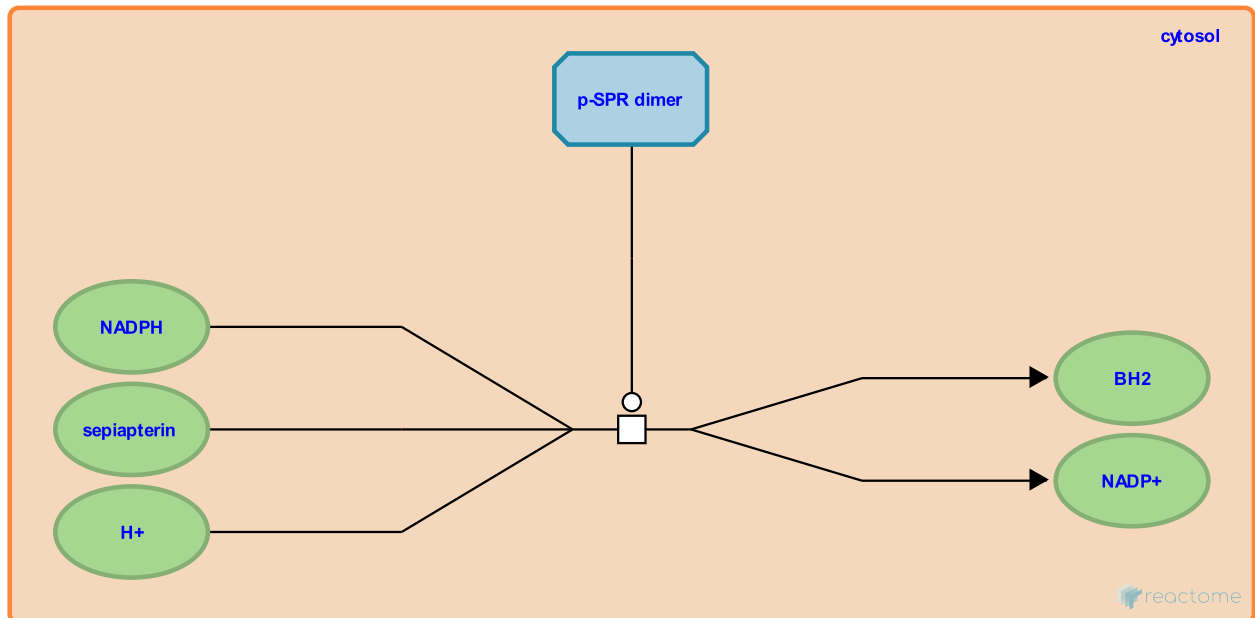 cytosol
p-SPR dimer
NADPH
sepiapterin
H+
BH2
NADP+
reactome